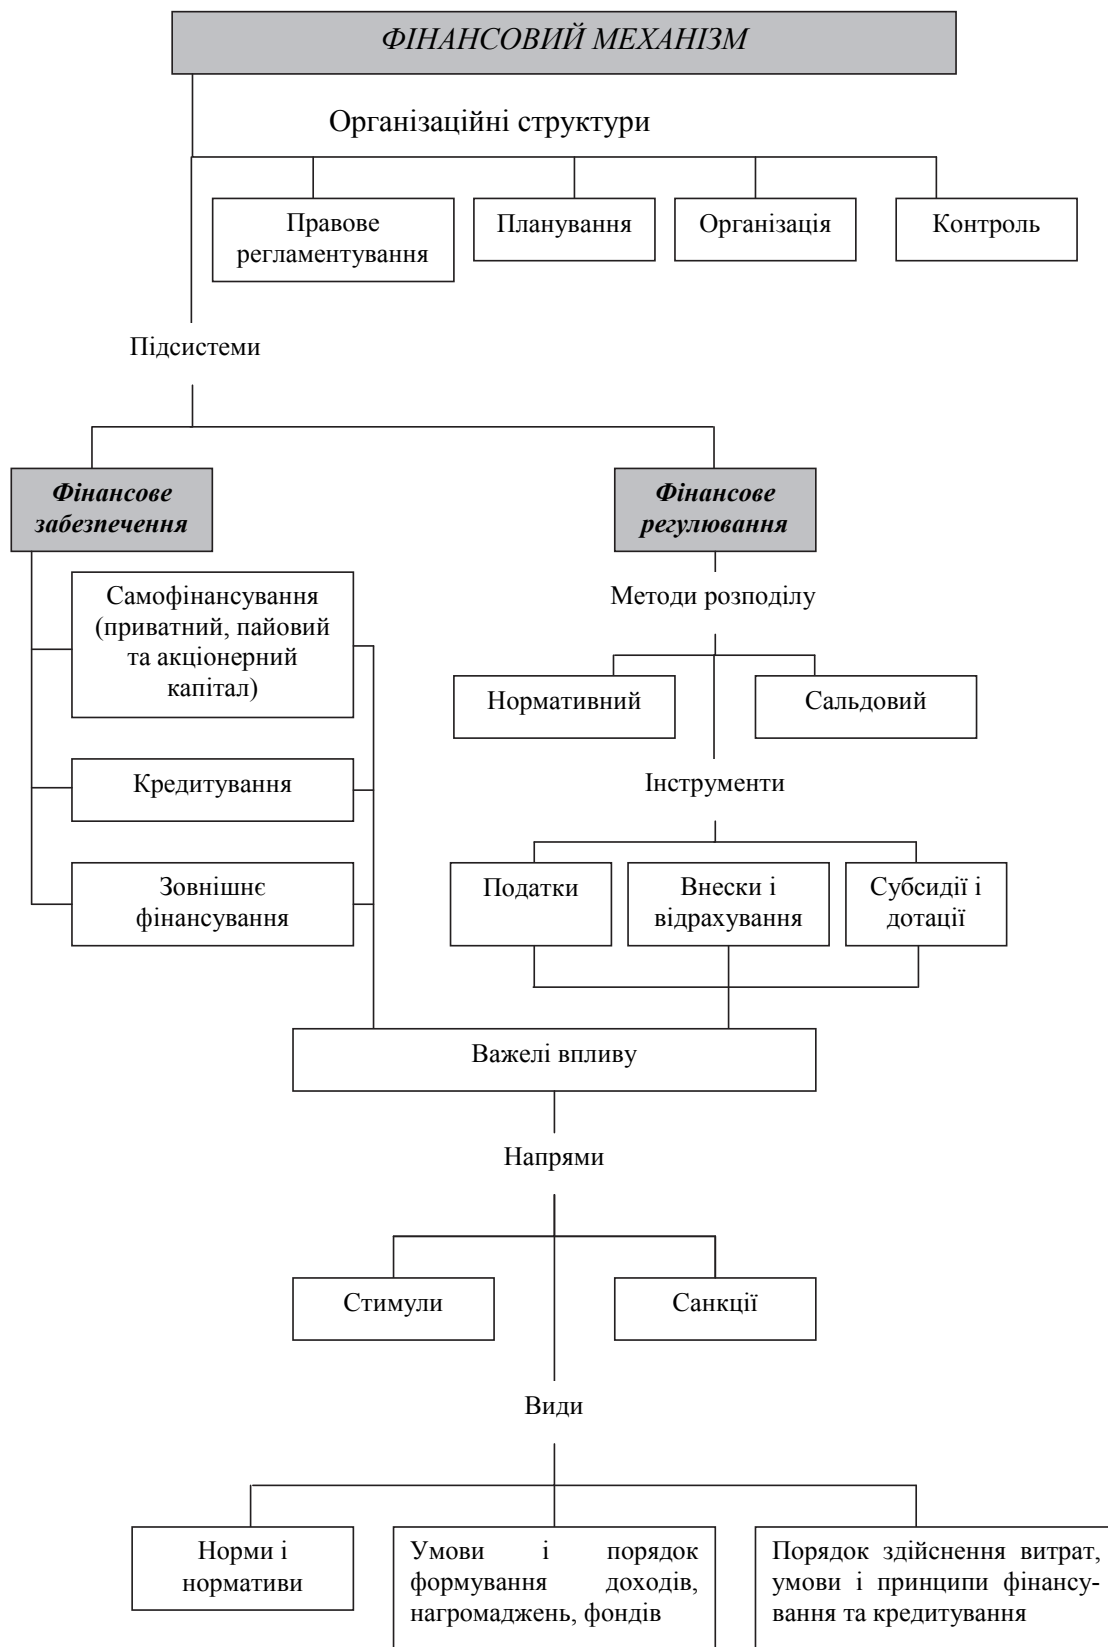 ФІНАНСОВИЙ МЕХАНІЗМ
Організаційні структури
Правове
регламентування
Планування
Організація
Контроль
Підсистеми
Фінансове
забезпечення
Фінансове
регулювання
Самофінансування
(приватний, пайовий
та акціонерний
капітал)
Кредитування
Зовнішнє
фінансування
Методи розподілу
Нормативний
Сальдовий
Інструменти
Податки
Внески і
відрахування
Субсидії і
дотації
Важелі впливу
Напрями
Стимули
Санкції
Види
Норми і
нормативи
Умови і порядок
формування доходів,
нагромаджень, фондів
Порядок здійснення витрат,
умови і принципи фінансу-
вання та кредитування